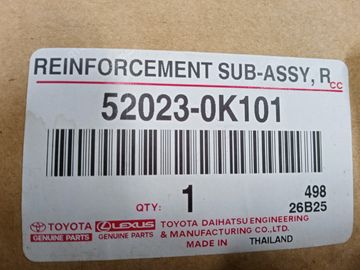 REINFORCEMENT SUB-ASSY, R
CC
52023-0K101
QTY: 1
498
26B25
TOYOTA
GENUINE PARTS
LEXUS
GENUINE PARTS
TOYOTA DAIHATSU ENGINEERING
& MANUFACTURING CO.,LTD.
MADE IN THAILAND